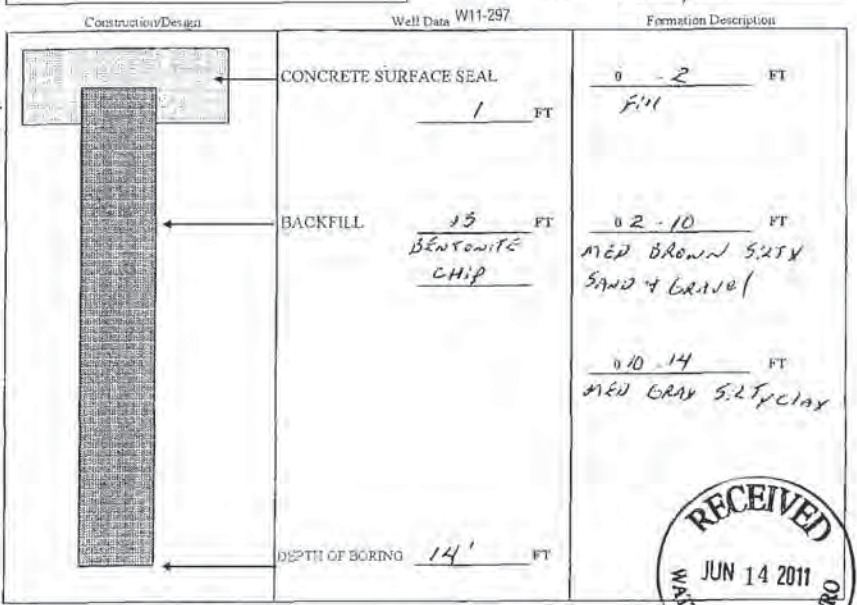 Construction/Design
Well Data W11-297
Formation Description
CONCRETE SURFACE SEAL
1 FT
0 - 2 FT
Fill
BACKFILL
13 FT
BENTONITE
CHIP
0 2 - 10 FT
MED BROWN SILTY
SAND & GRAVEL
0 10 - 14 FT
MED GRAY SILTY CLAY
DEPTH OF BORING 14' FT
RECEIVED
JUN 14 2011